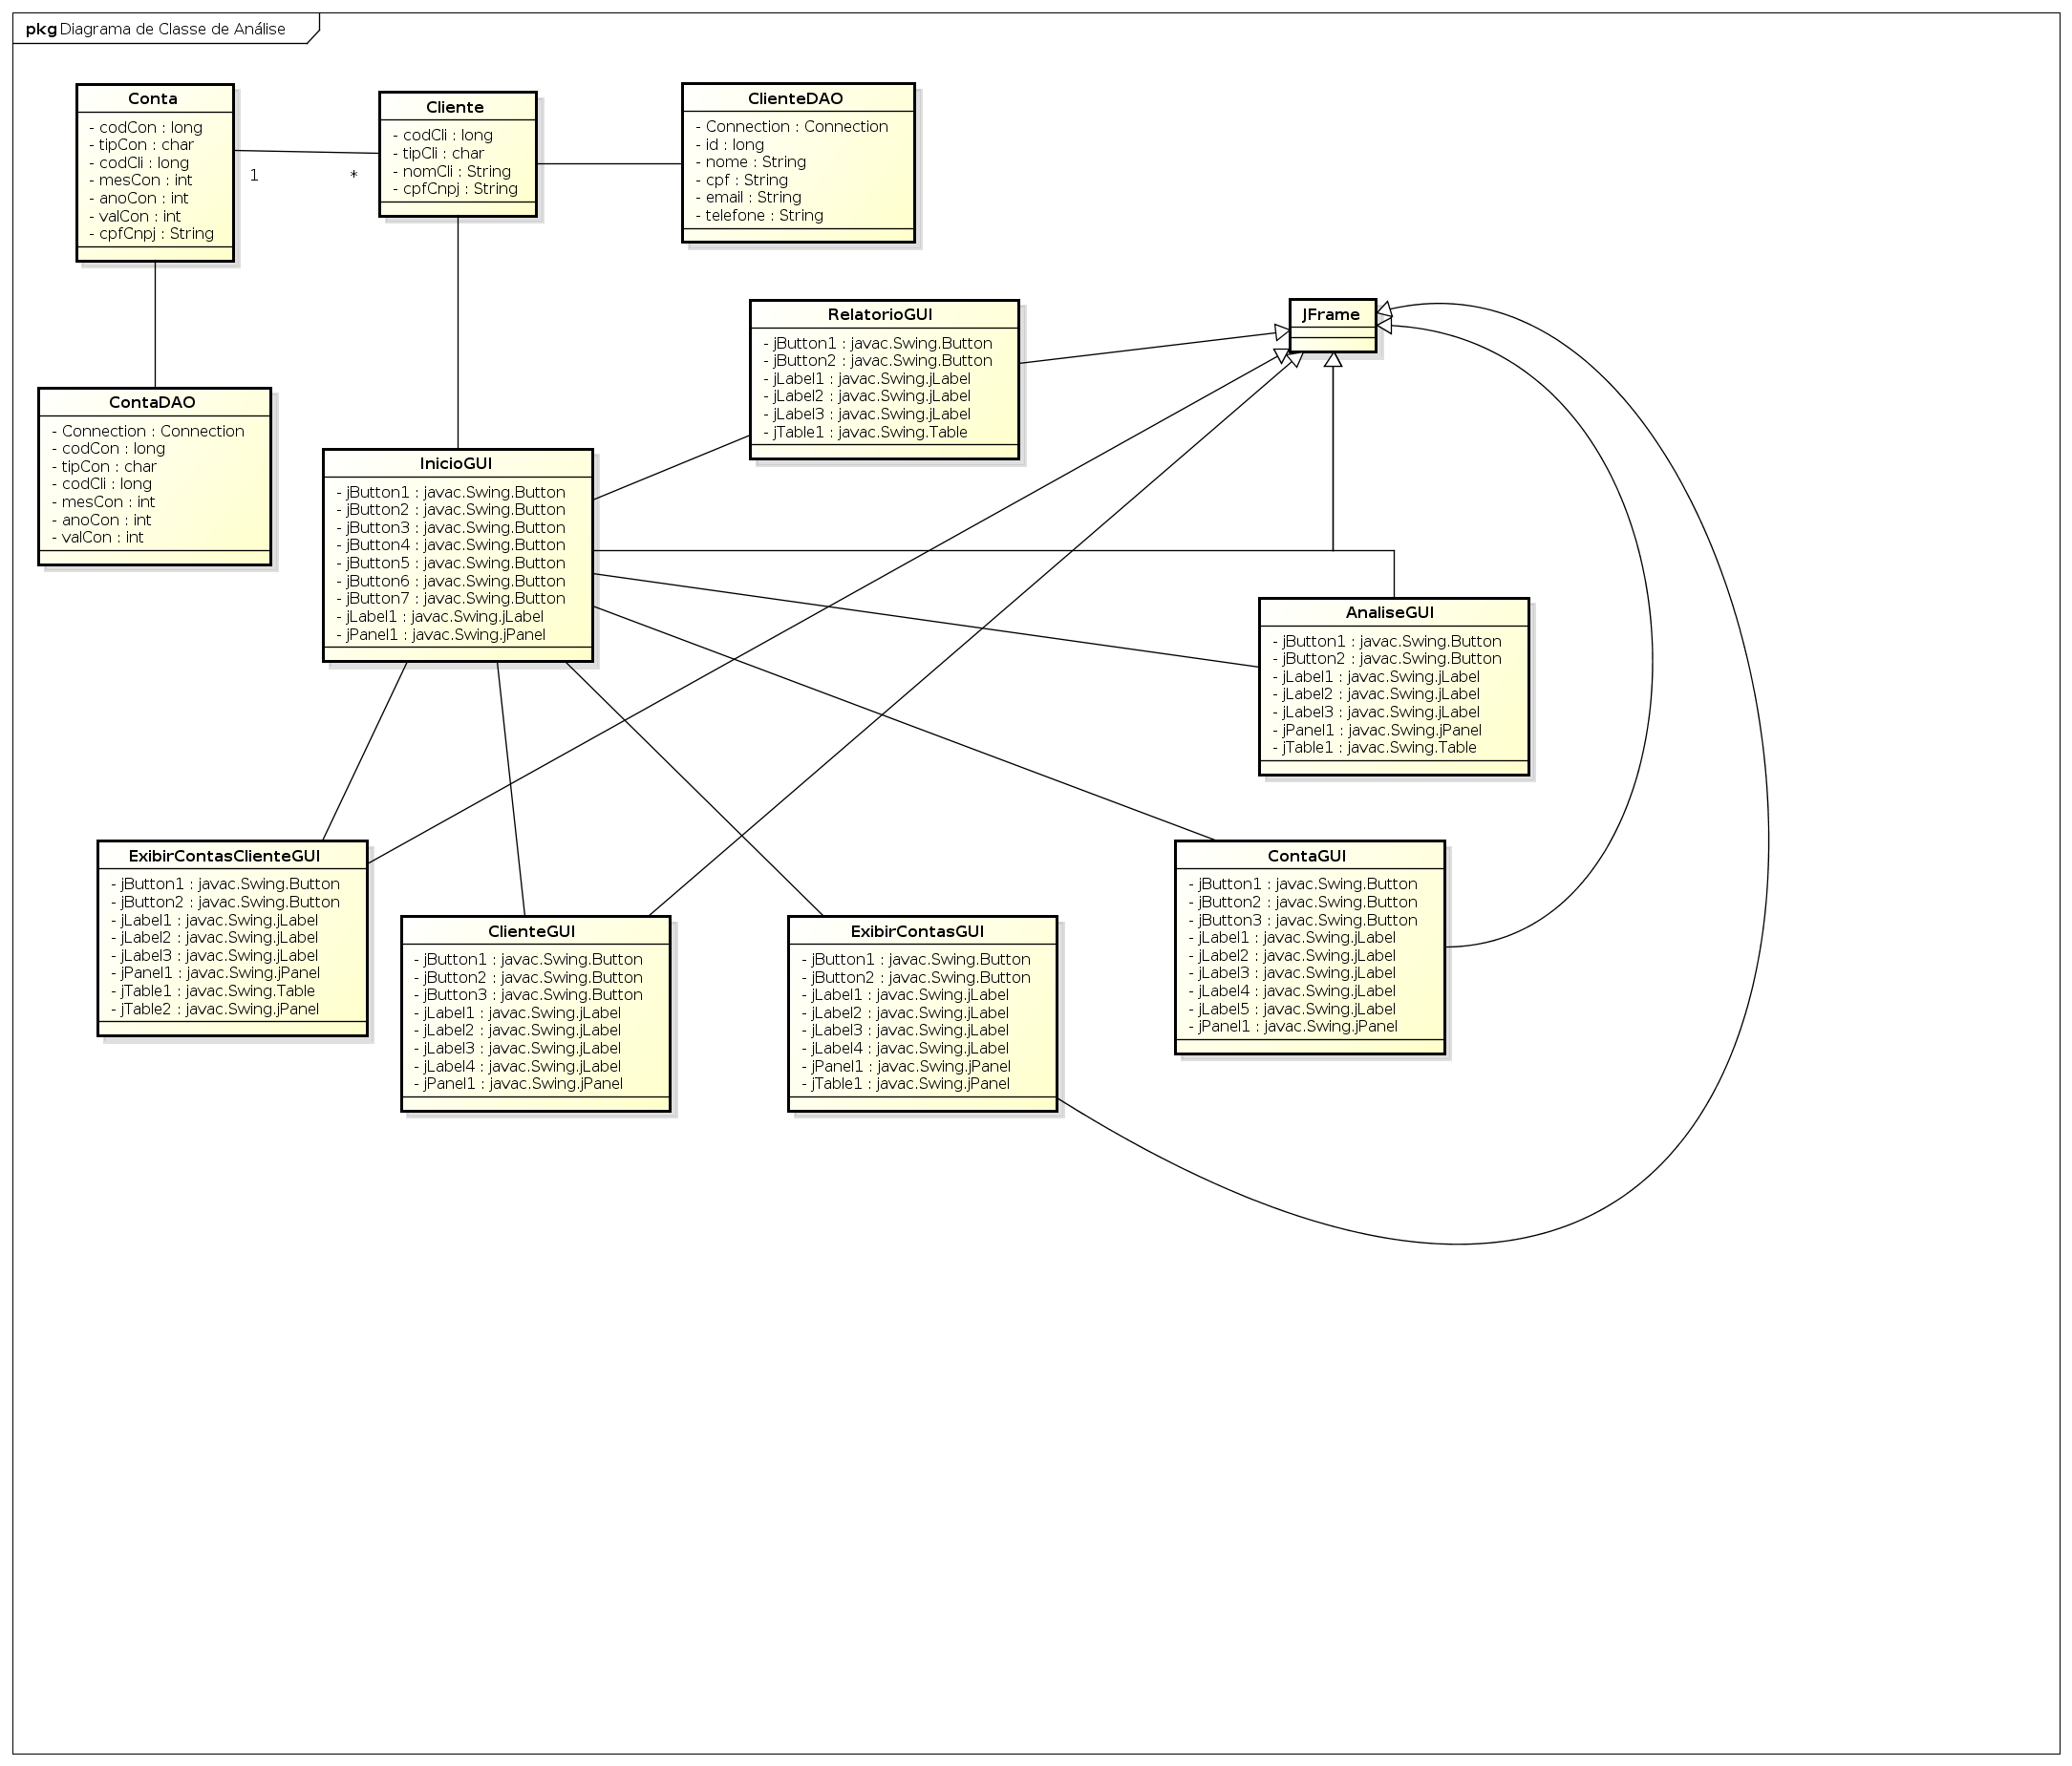 pkg Diagrama de Classe de Análise
Conta
- codCon : long
- tipCon : char
- codCli : long
- mesCon : int
- anoCon : int
- valCon : int
- cpfCnpj : String
1
*
Cliente
- codCli : long
- tipCli : char
- nomCli : String
- cpfCnpj : String
ClienteDAO
- Connection : Connection
- id : long
- nome : String
- cpf : String
- email : String
- telefone : String
RelatorioGUI
- jButton1 : javac.Swing.Button
- jButton2 : javac.Swing.Button
- jLabel1 : javac.Swing.jLabel
- jLabel2 : javac.Swing.jLabel
- jLabel3 : javac.Swing.jLabel
- jTable1 : javac.Swing.Table
JFrame
ContaDAO
- Connection : Connection
- codCon : long
- tipCon : char
- codCli : long
- mesCon : int
- anoCon : int
- valCon : int
InicioGUI
- jButton1 : javac.Swing.Button
- jButton2 : javac.Swing.Button
- jButton3 : javac.Swing.Button
- jButton4 : javac.Swing.Button
- jButton5 : javac.Swing.Button
- jButton6 : javac.Swing.Button
- jButton7 : javac.Swing.Button
- jLabel1 : javac.Swing.jLabel
- jPanel1 : javac.Swing.jPanel
AnaliseGUI
- jButton1 : javac.Swing.Button
- jButton2 : javac.Swing.Button
- jLabel1 : javac.Swing.jLabel
- jLabel2 : javac.Swing.jLabel
- jLabel3 : javac.Swing.jLabel
- jPanel1 : javac.Swing.jPanel
- jTable1 : javac.Swing.Table
ExibirContasClienteGUI
- jButton1 : javac.Swing.Button
- jButton2 : javac.Swing.Button
- jLabel1 : javac.Swing.jLabel
- jLabel2 : javac.Swing.jLabel
- jLabel3 : javac.Swing.jLabel
- jPanel1 : javac.Swing.jPanel
- jTable1 : javac.Swing.Table
- jTable2 : javac.Swing.jPanel
ClienteGUI
- jButton1 : javac.Swing.Button
- jButton2 : javac.Swing.Button
- jButton3 : javac.Swing.Button
- jLabel1 : javac.Swing.jLabel
- jLabel2 : javac.Swing.jLabel
- jLabel3 : javac.Swing.jLabel
- jLabel4 : javac.Swing.jLabel
- jPanel1 : javac.Swing.jPanel
ExibirContasGUI
- jButton1 : javac.Swing.Button
- jButton2 : javac.Swing.Button
- jLabel1 : javac.Swing.jLabel
- jLabel2 : javac.Swing.jLabel
- jLabel3 : javac.Swing.jLabel
- jLabel4 : javac.Swing.jLabel
- jPanel1 : javac.Swing.jPanel
- jTable1 : javac.Swing.jPanel
ContaGUI
- jButton1 : javac.Swing.Button
- jButton2 : javac.Swing.Button
- jButton3 : javac.Swing.Button
- jLabel1 : javac.Swing.jLabel
- jLabel2 : javac.Swing.jLabel
- jLabel3 : javac.Swing.jLabel
- jLabel4 : javac.Swing.jLabel
- jLabel5 : javac.Swing.jLabel
- jPanel1 : javac.Swing.jPanel